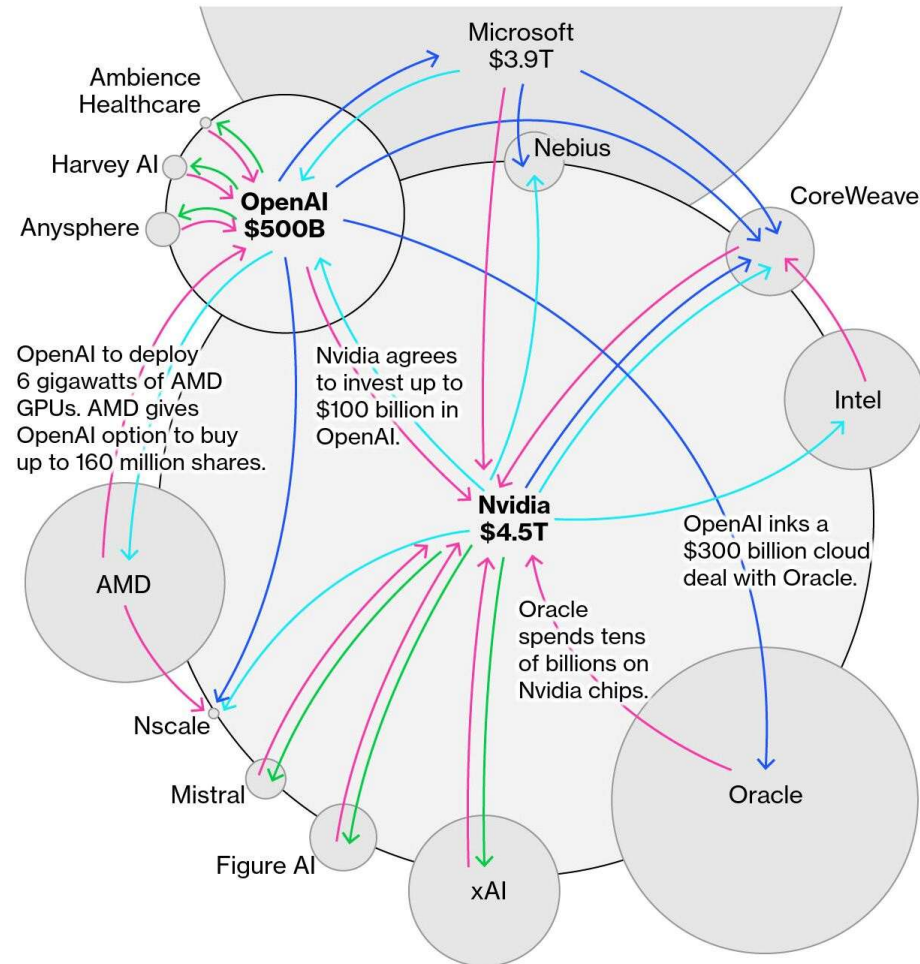 Microsoft
$3.9T
Ambience
Healthcare
Harvey AI
Anysphere
OpenAI
$500B
Nebius
CoreWeave
OpenAI to deploy
6 gigawatts of AMD
GPUs. AMD gives
OpenAI option to buy
up to 160 million shares.
Nvidia agrees
to invest up to
$100 billion in
OpenAI.
Intel
Nvidia
$4.5T
OpenAI inks a
$300 billion cloud
deal with Oracle.
AMD
Oracle
spends tens
of billions on
Nvidia chips.
Nscale
Mistral
Oracle
Figure AI
xAI